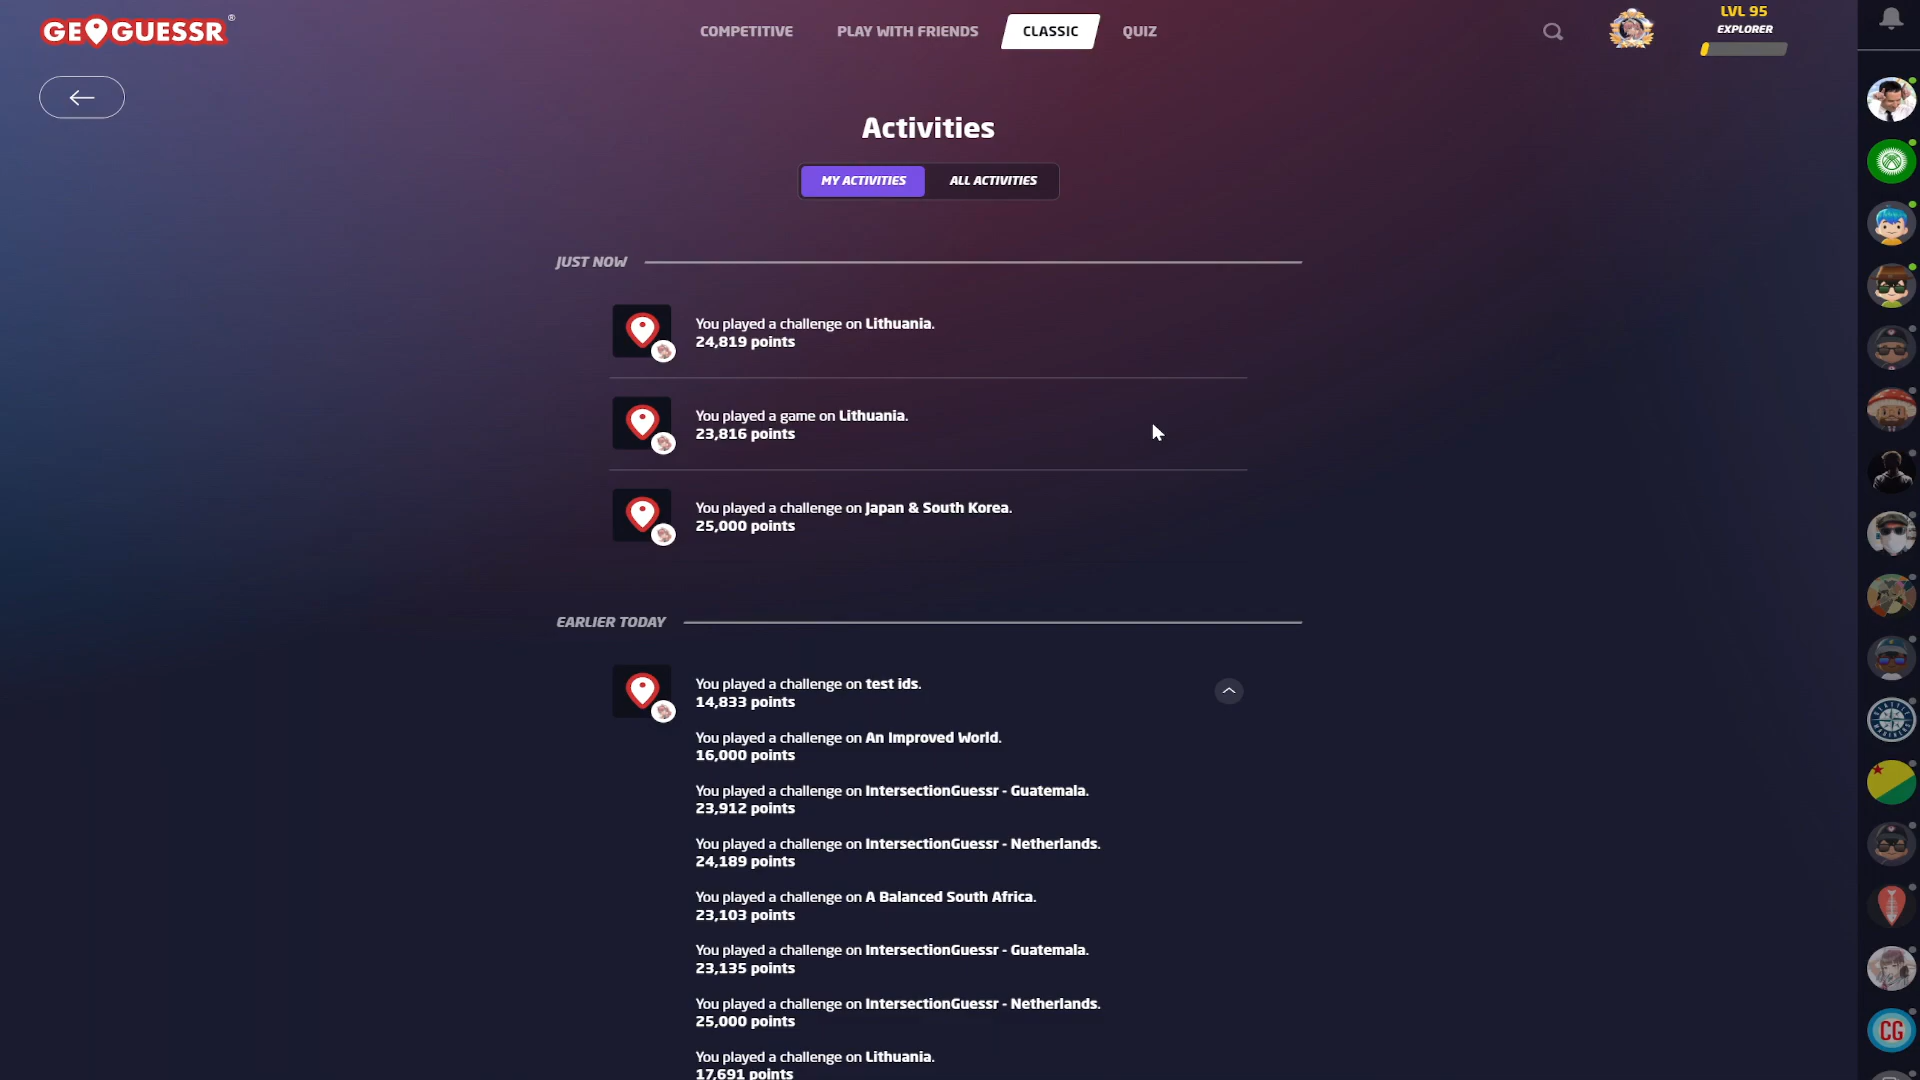 GEOGUESSR®
COMPETITIVE
PLAY WITH FRIENDS
CLASSIC
QUIZ
LVL 95
EXPLORER
Activities
MY ACTIVITIES
ALL ACTIVITIES
JUST NOW
You played a challenge on Lithuania.
24,819 points
You played a game on Lithuania.
23,816 points
You played a challenge on Japan & South Korea.
25,000 points
EARLIER TODAY
You played a challenge on test ids.
14,833 points
You played a challenge on An Improved World.
16,000 points
You played a challenge on IntersectionGuessr - Guatemala.
23,912 points
You played a challenge on IntersectionGuessr - Netherlands.
24,189 points
You played a challenge on A Balanced South Africa.
23,103 points
You played a challenge on IntersectionGuessr - Guatemala.
23,135 points
You played a challenge on IntersectionGuessr - Netherlands.
25,000 points
You played a challenge on Lithuania.
17,691 points
CG